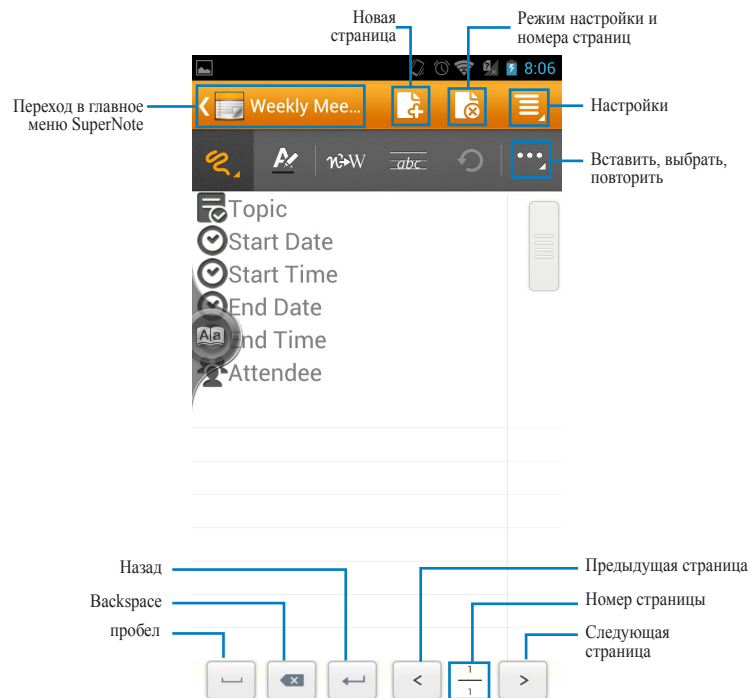 Новая
страница
Режим настройки и
номера страниц
8:06
Переход в главное
меню SuperNote
Weekly Mee...
Настройки
abc
Вставить, выбрать,
повторить
Topic
Start Date
Start Time
End Date
Aa
End Time
Attendee
Назад
Backspace
пробел
Предыдущая страница
Номер страницы
Следующая
страница
<
1
1
>